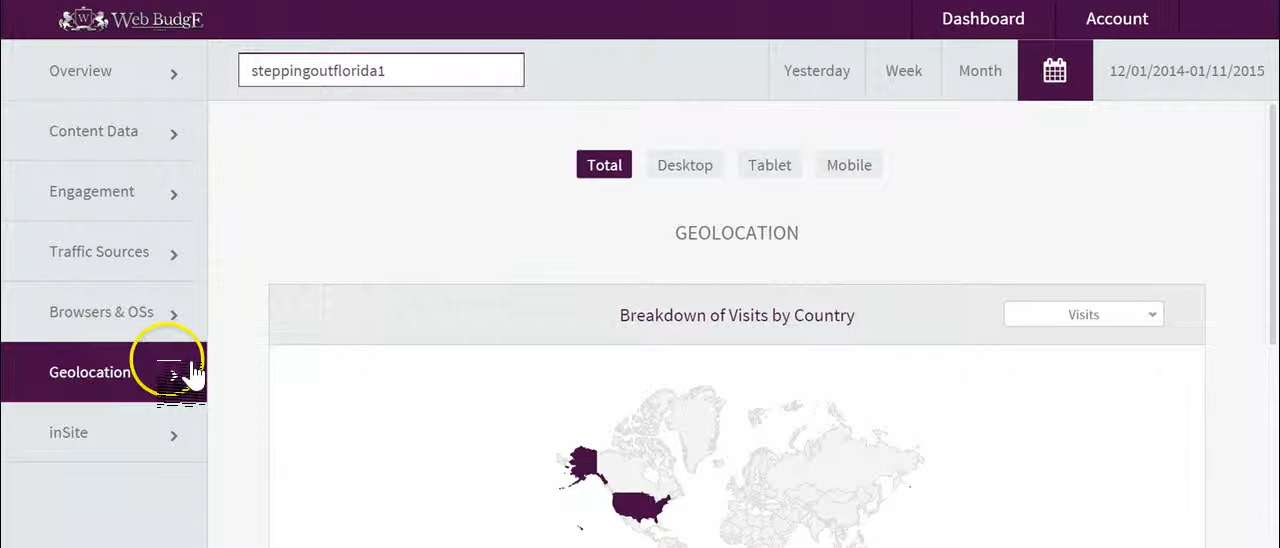 Web BudgE
Dashboard
Account
Overview
steppingoutflorida1
Yesterday
Week
Month
12/01/2014-01/11/2015
Content Data
Engagement
Traffic Sources
Browsers & OSs
Geolocation
inSite
Total
Desktop
Tablet
Mobile
GEOLOCATION
Breakdown of Visits by Country
Visits